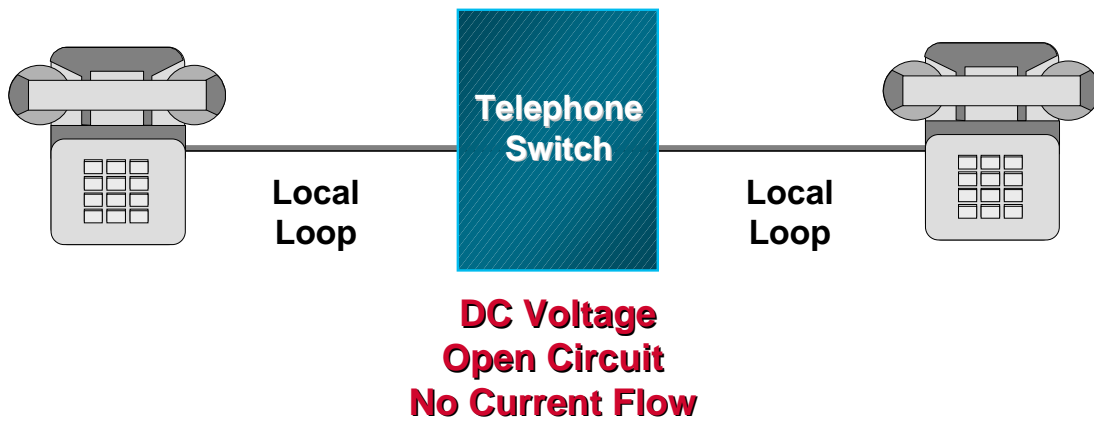 Telephone
Switch
Local
Loop
Local
Loop
DC Voltage
Open Circuit
No Current Flow